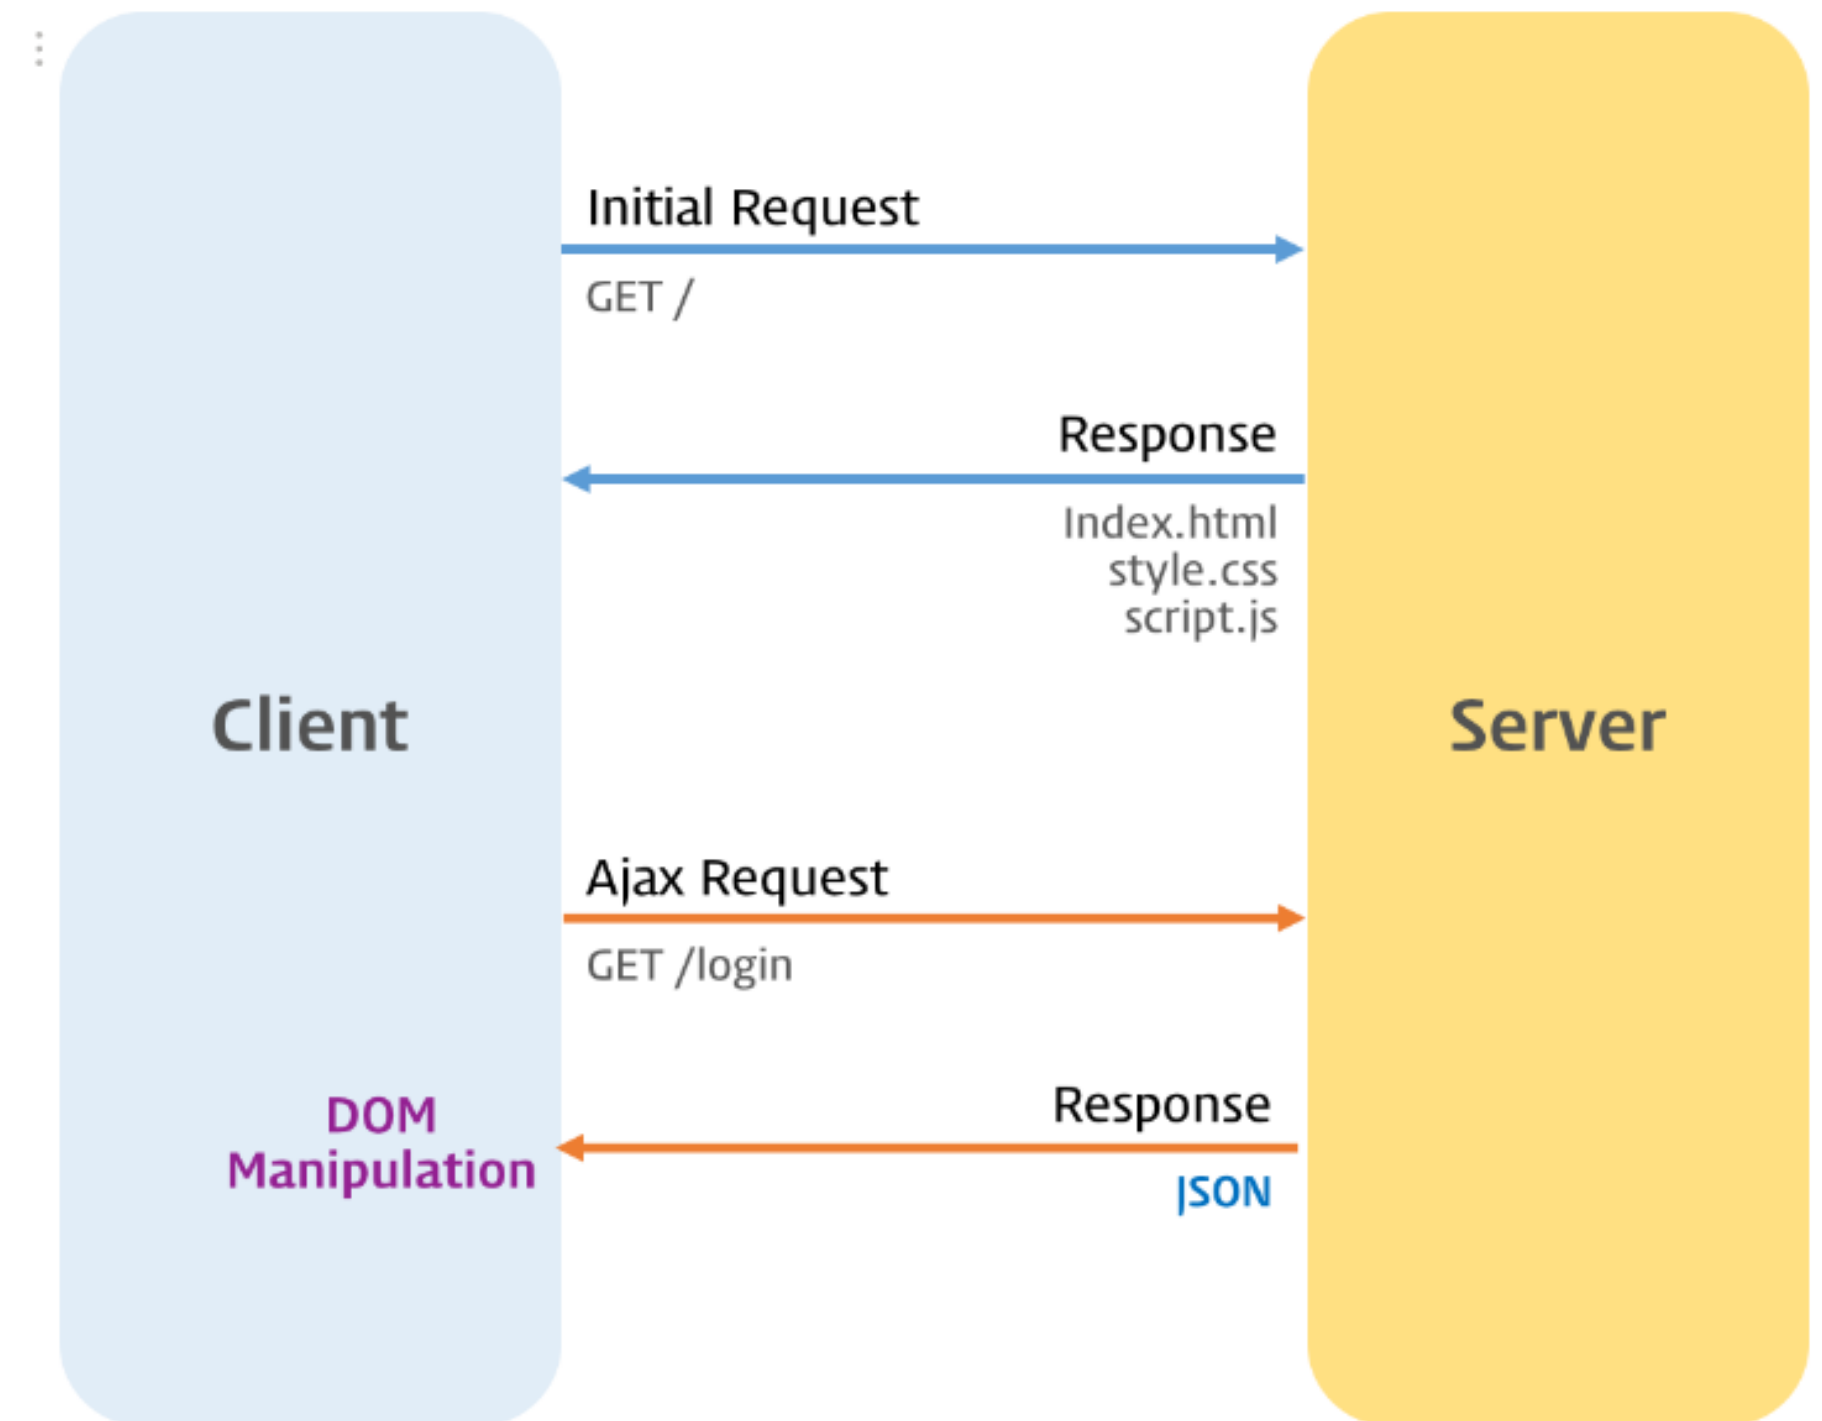 Initial Request
GET /
Response
Index.html
style.css
script.js
Client
Server
Ajax Request
GET /login
DOM
Manipulation
Response
JSON